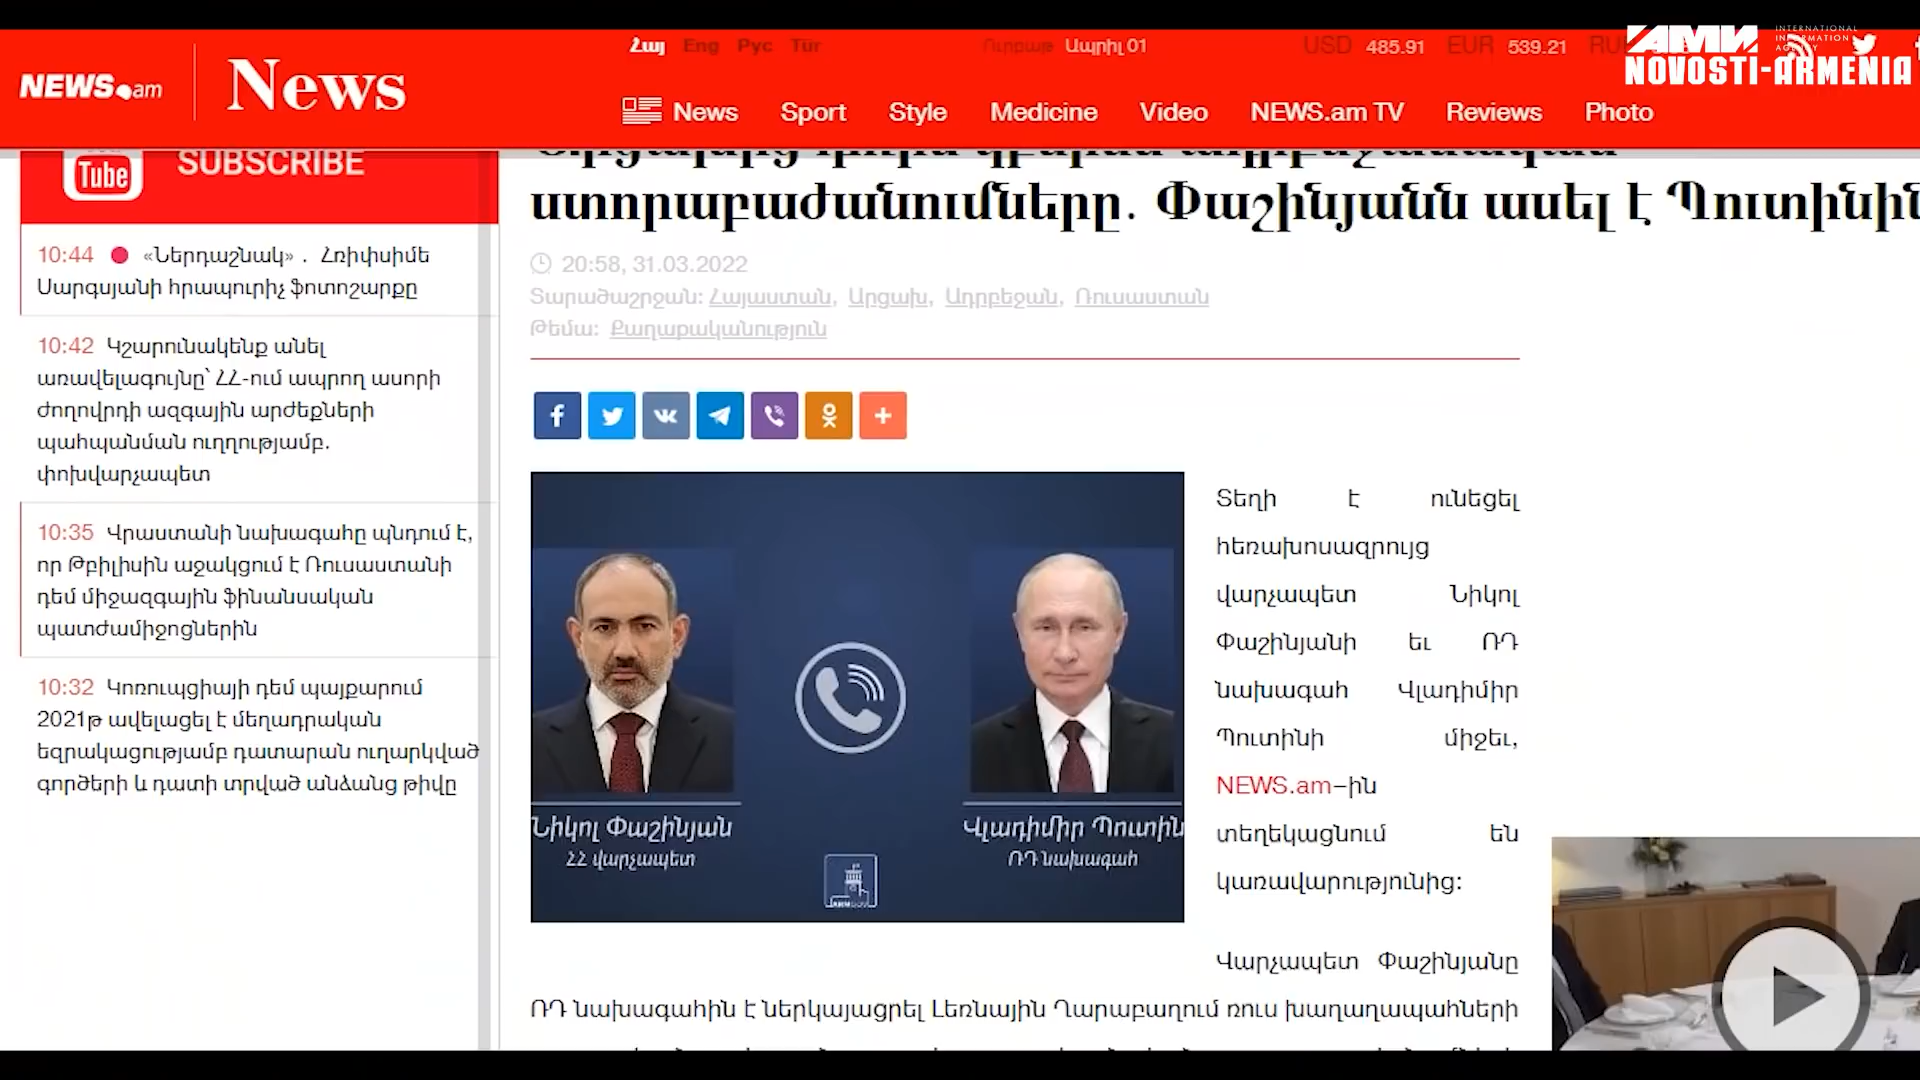 Հայ Eng Рус Tür
Ուրբաթ Ապրիլ 01
USD 485.91 EUR 539.21
АМИ INTERNATIONAL INFORMATION AGENCY
NOVOSTI-ARMENIA
NEWS.am News
News Sport Style Medicine Video NEWS.am TV Reviews Photo
Tube SUBSCRIBE
10:44 «Ներդաշնակ» . Հռիփսիմե
Սարգսյանի հրապուրիչ ֆոտոշարքը
10:42 Կշարունակենք անել
առավելագույնը՝ ՀՀ-ում ապրող ասորի
ժողովրդի ազգային արժեքների
պահպանման ուղղությամբ.
փոխվարչապետ
10:35 Վրաստանի նախագահը պնդում է,
որ Թբիլիսին աջակցում է Ռուսաստանի
դեմ միջազգային ֆինանսական
պատժամիջոցներին
10:32 Կոռուպցիայի դեմ պայքարում
2021թ ավելացել է մեղադրական
եզրակացությամբ դատարան ուղարկված
գործերի և դատի տրված անձանց թիվը
ստորաբաժանումները. Փաշինյանն ասել է Պուտինին
20:58, 31.03.2022
Տարածաշրջան: Հայաստան, Արցախ, Ադրբեջան, Ռուսաստան
Թեմա: Քաղաքականություն
Նիկոլ Փաշինյան
ՀՀ վարչապետ
Վլադիմիր Պուտին
ՌԴ նախագահ
Տեղի է ունեցել
հեռախոսազրույց
վարչապետ Նիկոլ
Փաշինյանի եւ ՌԴ
նախագահ Վլադիմիր
Պուտինի միջեւ,
NEWS.am–ին
տեղեկացնում են
կառավարությունից:
Վարչապետ Փաշինյանը
ՌԴ նախագահին է ներկայացրել Լեռնային Ղարաբաղում ռուս խաղաղապահների